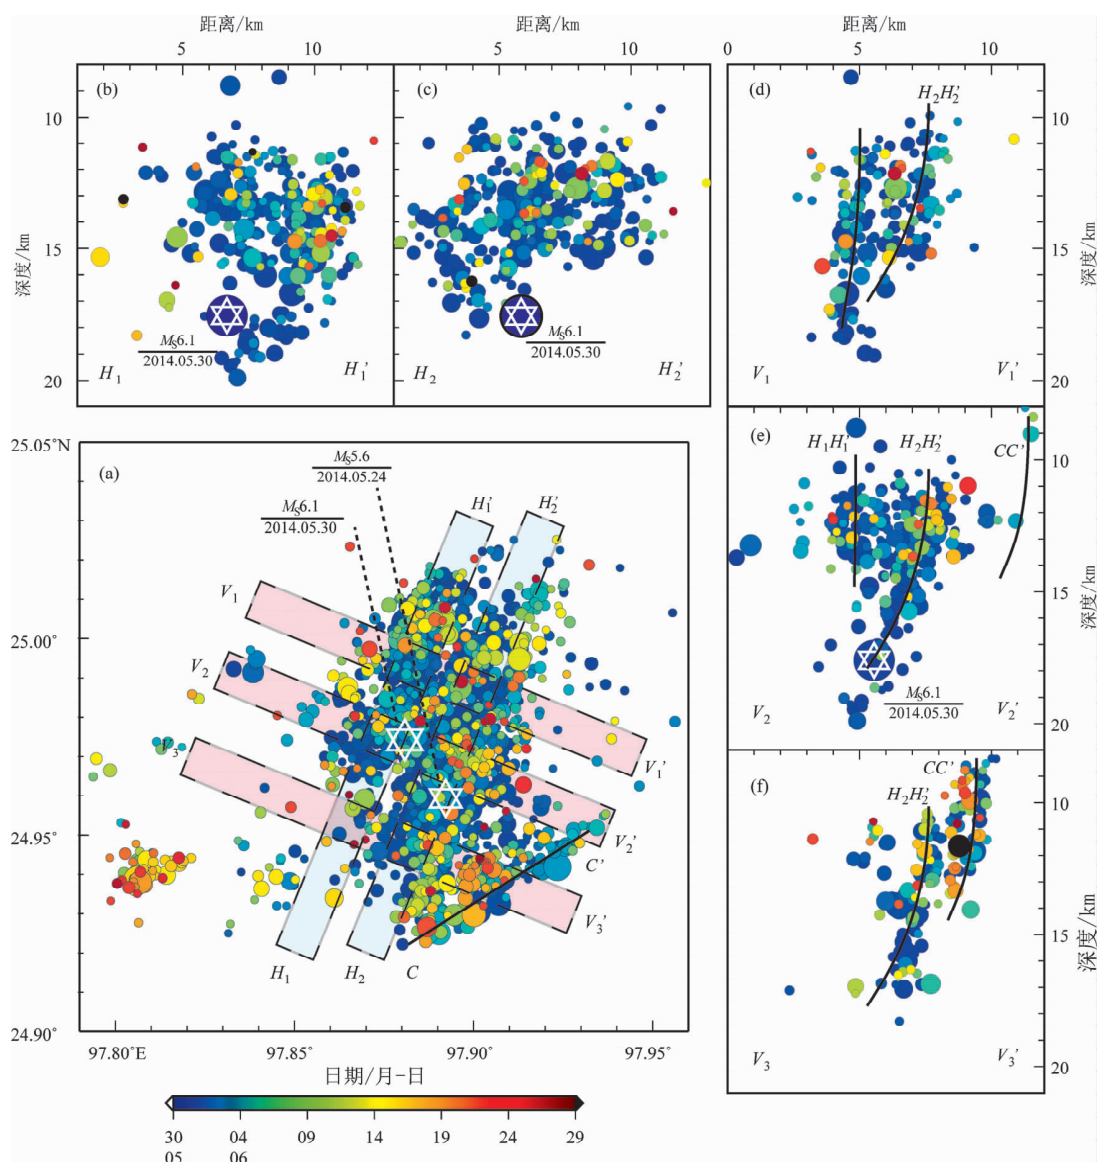 距离/km
距离/km
距离/km
5 10
5 10
0 5 10
(b)
(c)
(d)
H₂H₂'
10
15
20
深度/km
10
15
20
深度/km
M_S6.1
2014.05.30
H₁ H₁'
M_S6.1
2014.05.30
H₂ H₂'
V₁ V₁'
(e)
H₁H₁' H₂H₂' CC'
10
15
20
深度/km
M_S6.1
2014.05.30
V₂ V₂'
(f)
CC'
H₂H₂'
10
15
20
深度/km
V₃ V₃'
(a)
25.05°N
25.00°
24.95°
24.90°
M_S5.6
2014.05.24
M_S6.1
2014.05.30
H₁' H₂'
V₁
V₂
V₃
V₁'
V₂'
C'
V₃'
H₁ H₂ C
97.80°E 97.85° 97.90° 97.95°
日期/月-日
30 04 09 14 19 24 29
05 06